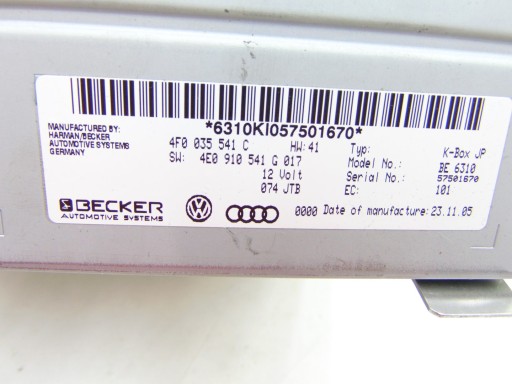 *6310KI057501670*
MANUFACTURED BY:
HARMAN/BECKER
AUTOMOTIVE SYSTEMS
GERMANY
4F0 035 541 C HW: 41 Typ: K-Box JP
SW: 4E0 910 541 G 017 Model No.: BE 6310
12 Volt Serial No.: 57501670
074 JTB EC: 101
BECKER
AUTOMOTIVE SYSTEMS
0000 Date of manufacture: 23.11.05